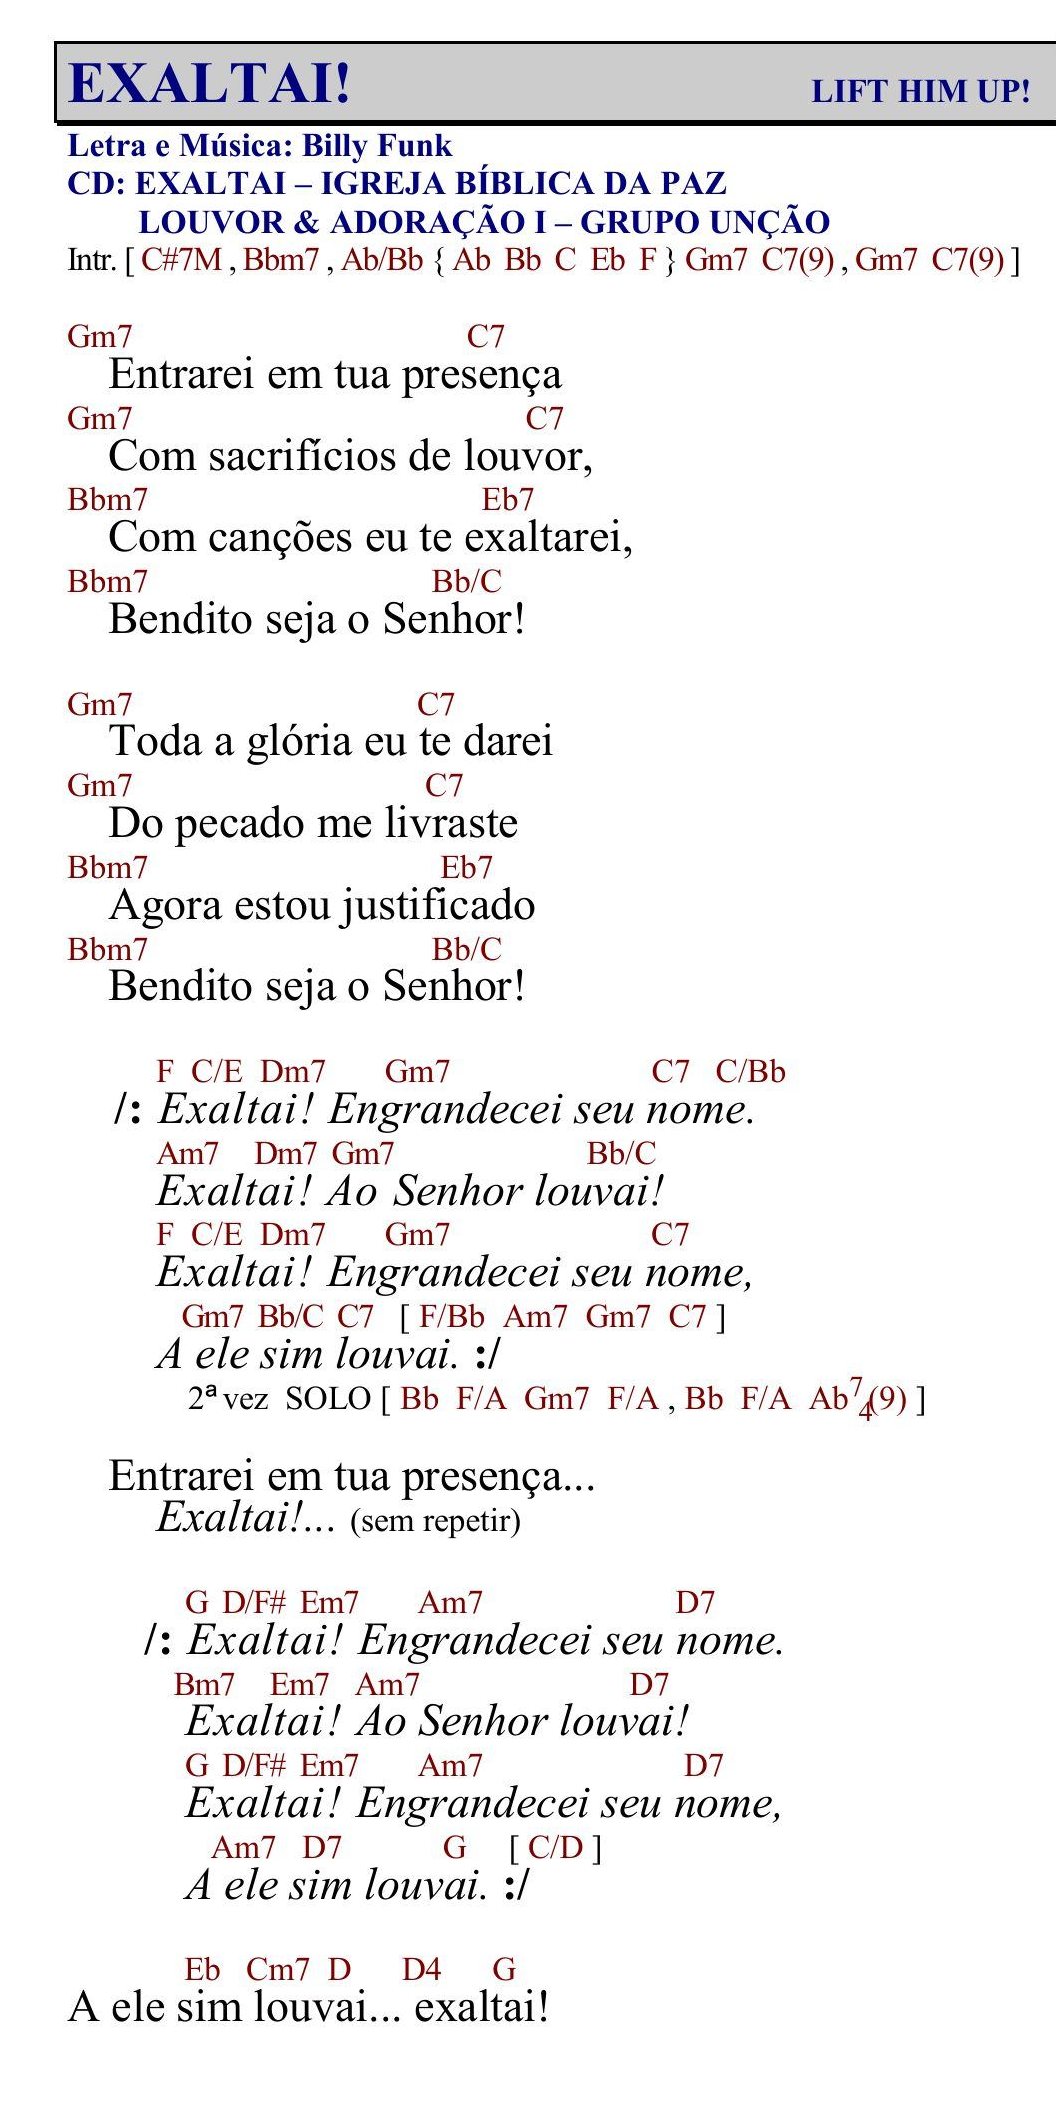 EXALTAI! LIFT HIM UP!
Letra e Música: Billy Funk
CD: EXALTAI – IGREJA BÍBLICA DA PAZ
LOUVOR & ADORAÇÃO I – GRUPO UNÇÃO
Intr. [ C#7M , Bbm7 , Ab/Bb { Ab Bb C Eb F } Gm7 C7(9) , Gm7 C7(9) ]
Gm7 C7
Entrarei em tua presença
Gm7 C7
Com sacrifícios de louvor,
Bbm7 Eb7
Com canções eu te exaltarei,
Bbm7 Bb/C
Bendito seja o Senhor!
Gm7 C7
Toda a glória eu te darei
Gm7 C7
Do pecado me livraste
Bbm7 Eb7
Agora estou justificado
Bbm7 Bb/C
Bendito seja o Senhor!
F C/E Dm7 Gm7 C7 C/Bb
/: Exaltai! Engrandecei seu nome.
Am7 Dm7 Gm7 Bb/C
Exaltai! Ao Senhor louvai!
F C/E Dm7 Gm7 C7
Exaltai! Engrandecei seu nome,
Gm7 Bb/C C7 [ F/Bb Am7 Gm7 C7 ]
A ele sim louvai. :/
2ª vez SOLO [ Bb F/A Gm7 F/A , Bb F/A Ab7 4(9) ]
Entrarei em tua presença...
Exaltai!... (sem repetir)
G D/F# Em7 Am7 D7
/: Exaltai! Engrandecei seu nome.
Bm7 Em7 Am7 D7
Exaltai! Ao Senhor louvai!
G D/F# Em7 Am7 D7
Exaltai! Engrandecei seu nome,
Am7 D7 G [ C/D ]
A ele sim louvai. :/
Eb Cm7 D D4 G
A ele sim louvai... exaltai!